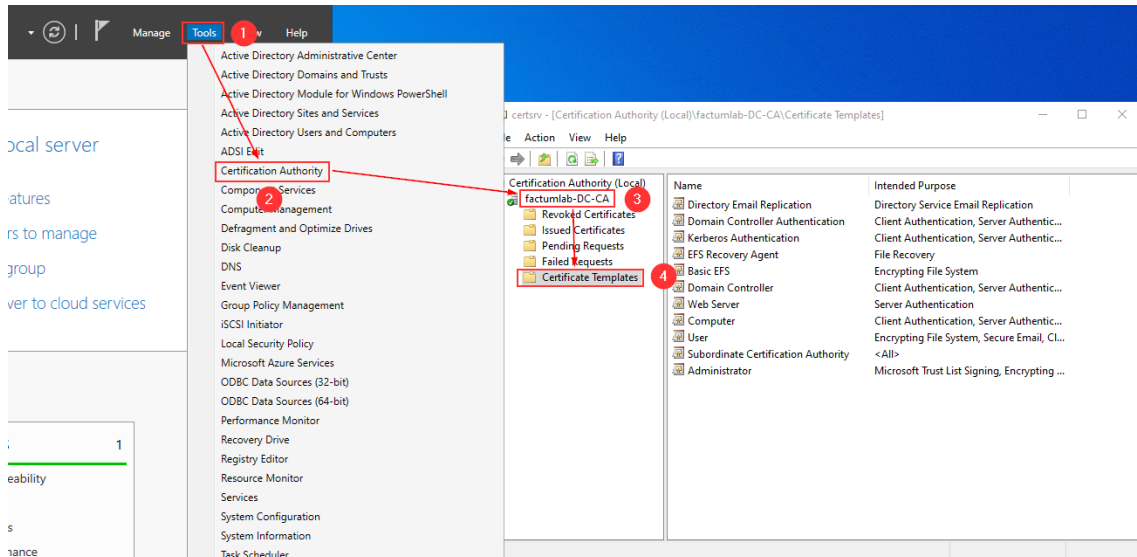 Manage Tools 1 w Help
Active Directory Administrative Center
Active Directory Domains and Trusts
Active Directory Module for Windows PowerShell
Active Directory Sites and Services
Active Directory Users and Computers
ADSI Edit
Certification Authority
Component Services
2
Computer Management
Defragment and Optimize Drives
Disk Cleanup
DNS
Event Viewer
Group Policy Management
iSCSI Initiator
Local Security Policy
Microsoft Azure Services
ODBC Data Sources (32-bit)
ODBC Data Sources (64-bit)
Performance Monitor
Recovery Drive
Registry Editor
Resource Monitor
Services
System Configuration
System Information
Task Scheduler
ocal server
atures
rs to manage
group
ver to cloud services
1
eability
s
nance
certsrv - [Certification Authority (Local)\factumlab-DC-CA\Certificate Templates]
le Action View Help
Certification Authority (Local)
factumlab-DC-CA 3
Revoked Certificates
Issued Certificates
Pending Requests
Failed Requests
Certificate Templates 4
Name Intended Purpose
Directory Email Replication Directory Service Email Replication
Domain Controller Authentication Client Authentication, Server Authentic...
Kerberos Authentication Client Authentication, Server Authentic...
EFS Recovery Agent File Recovery
Basic EFS Encrypting File System
Domain Controller Client Authentication, Server Authentic...
Web Server Server Authentication
Computer Client Authentication, Server Authentic...
User Encrypting File System, Secure Email, Cl...
Subordinate Certification Authority <All>
Administrator Microsoft Trust List Signing, Encrypting ...